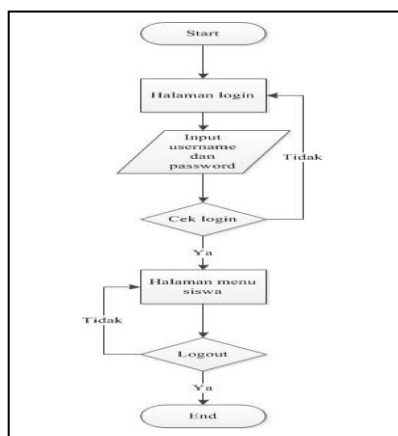 Start
Halaman login
Input
username
dan
password
Tidak
Cek login
Ya
Halaman menu
siswa
Tidak
Logout
Ya
End